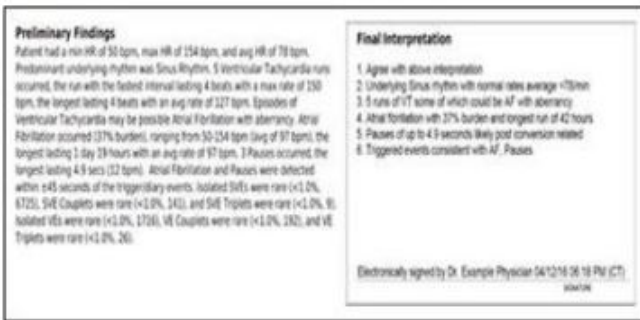 Preliminary Findings
Patient had a min HR of 50 bpm, max HR of 154 bpm, and avg HR of 78 bpm.
Predominant underlying rhythm was Sinus Rhythm. 5 Ventricular Tachycardia runs
occurred, the run with the fastest interval lasting 4 beats with a max rate of 150
bpm, the longest lasting 4 beats with an avg rate of 127 bpm. Episodes of
Ventricular Tachycardia may be possible Atrial Fibrillation with aberrancy. Atrial
Fibrillation occurred (37% burden), ranging from 50-154 bpm (avg of 97 bpm), the
longest lasting 1 day 19 hours with an avg rate of 97 bpm. 3 Pauses occurred, the
longest lasting 4.9 secs (12 bpm). Atrial Fibrillation and Pauses were detected
within ±45 seconds of the trigger/diary events. Isolated SVEs were rare (<1.0%,
6725), SVE Couplets were rare (<1.0%, 141), and SVE Triplets were rare (<1.0%, 9).
Isolated VEs were rare (<1.0%, 1726), VE Couplets were rare (<1.0%, 192), and VE
Triplets were rare (<1.0%, 26).
Final Interpretation
1. Agree with above interpretation
2. Underlying Sinus rhythm with normal rates average =78/min
3. 5 runs of VT some of which could be AF with aberrancy
4. Atrial fibrillation with 37% burden and longest run of 42 hours
5. Pauses of up to 4.9 seconds likely post conversion related
6. Triggered events consistent with AF, Pauses
Electronically signed by Dr. Example Physician 04/12/16 06:18 PM (CT)